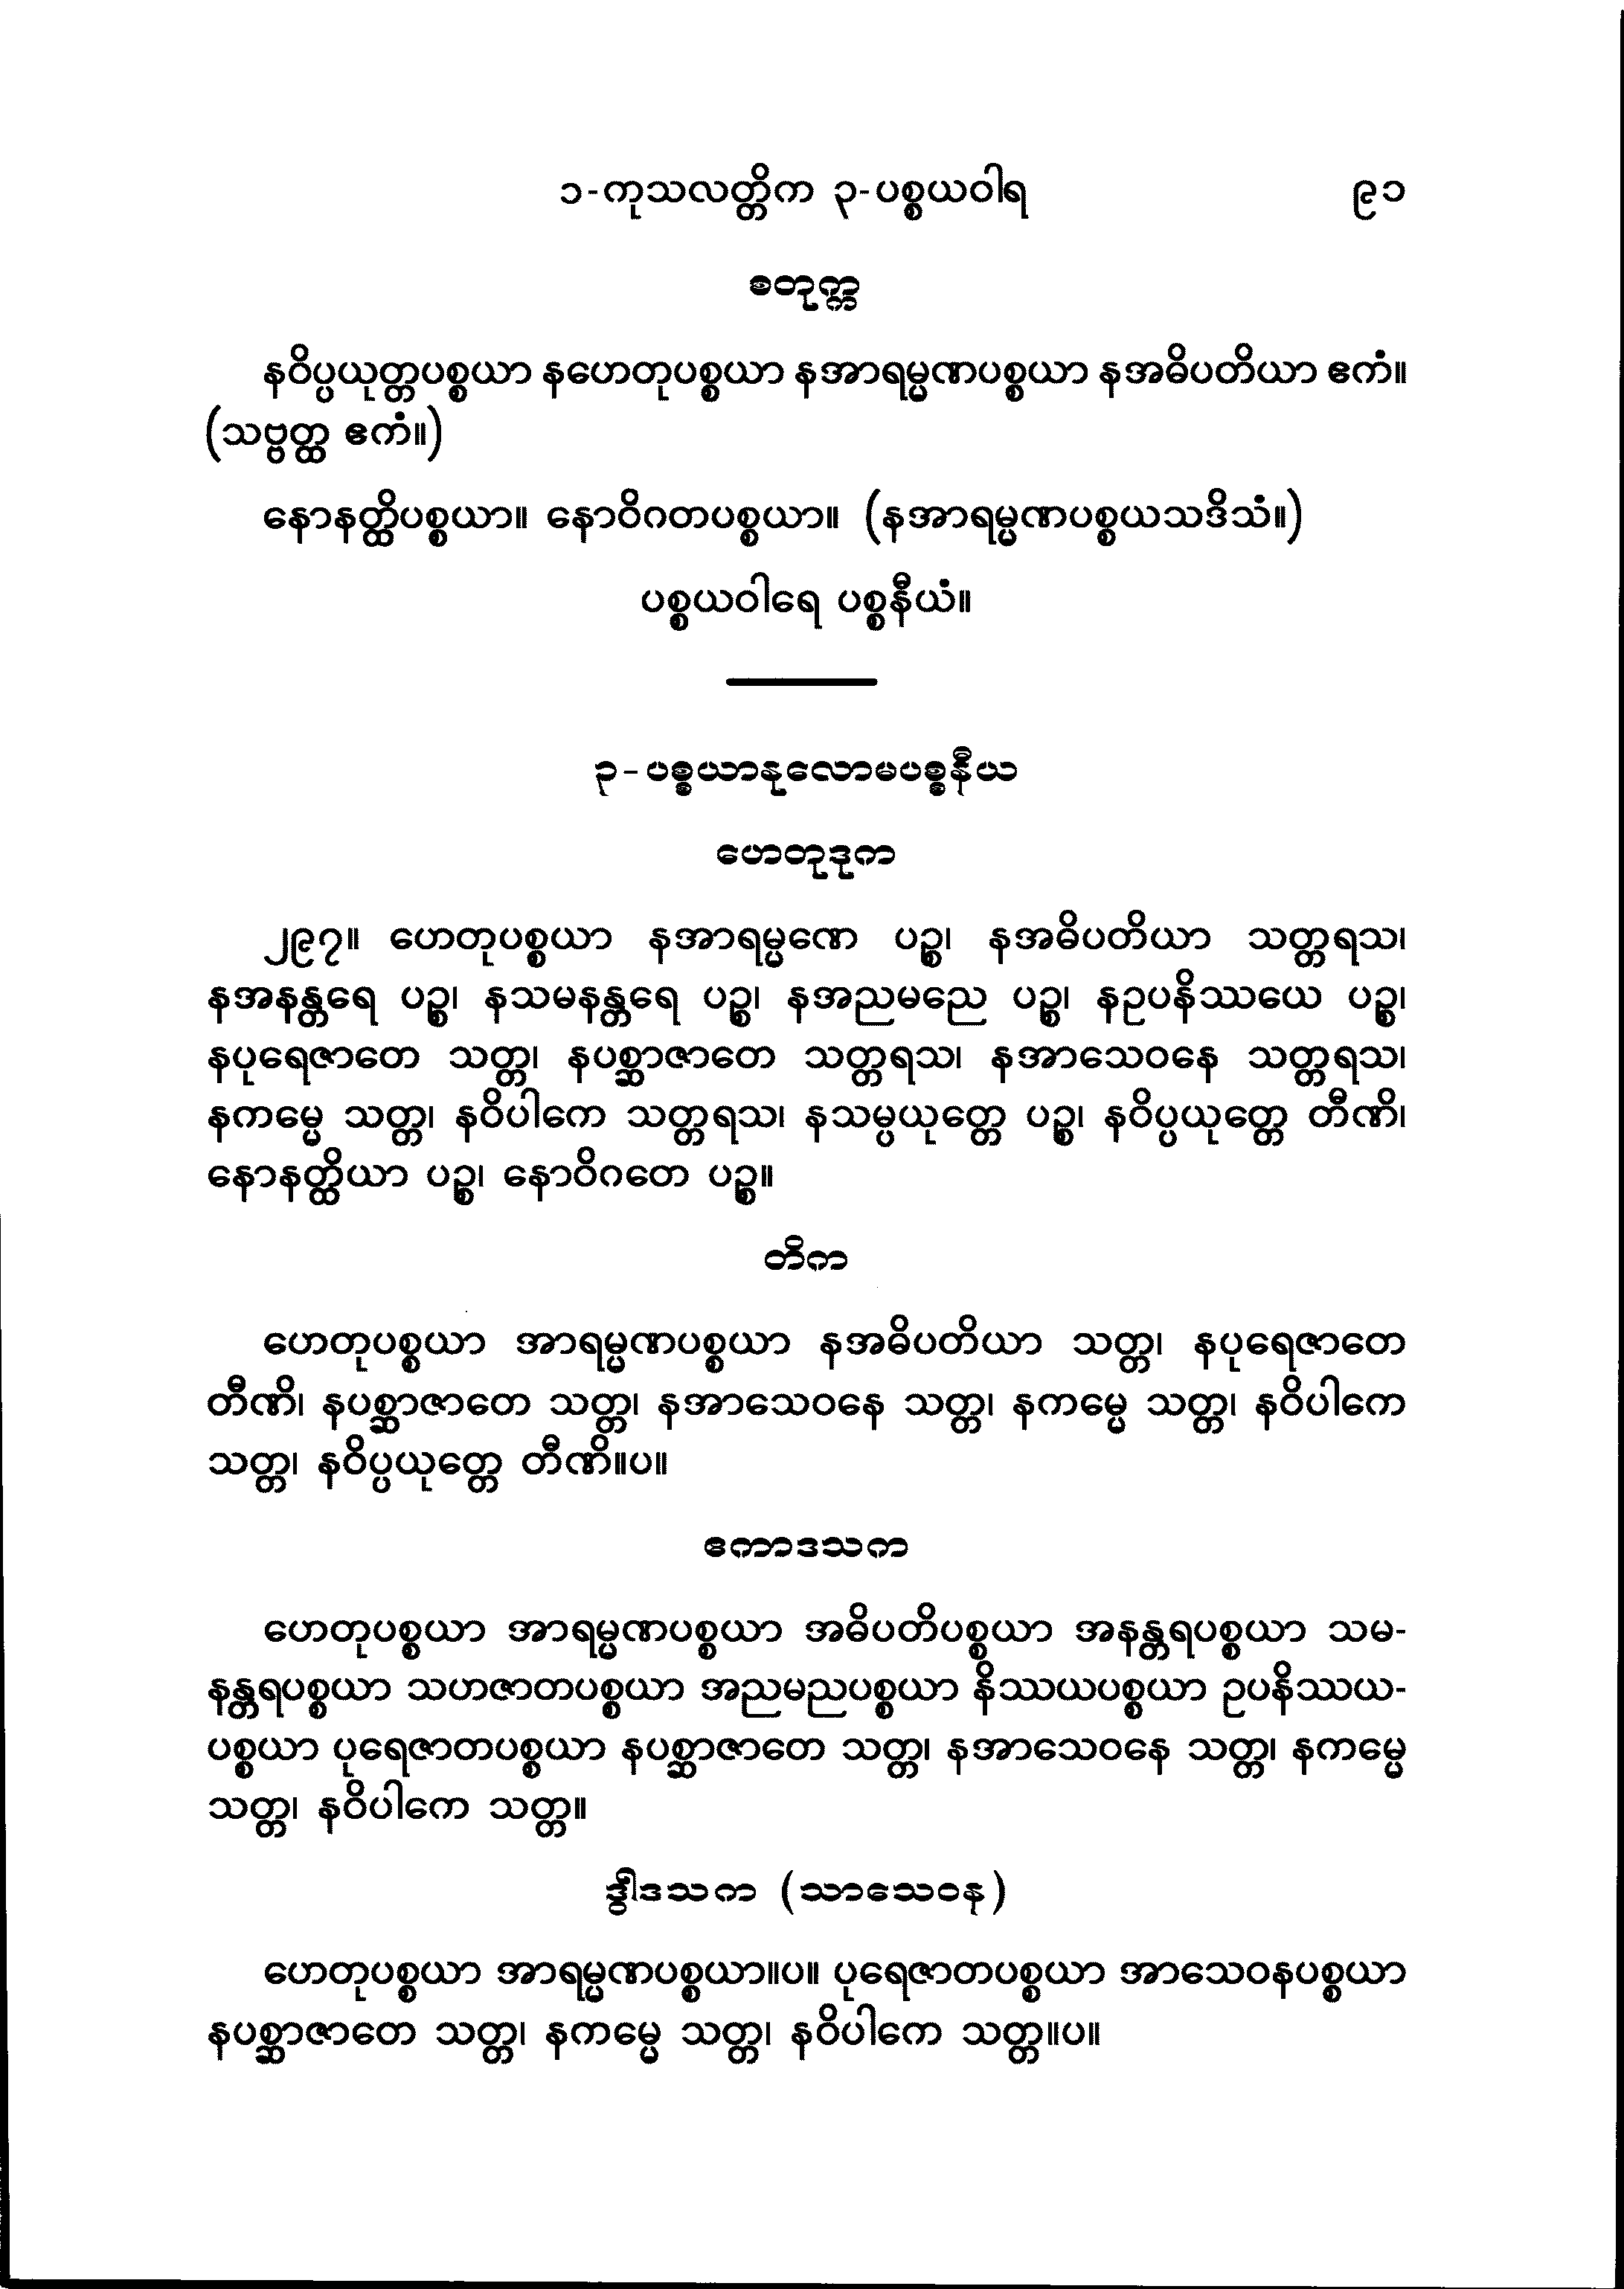 ၁-ကုသလတ္တိက ၃-ပစ္စယဝါရ ၉၁
စတုက္က
နဝိပ္ပယုတ္တပစ္စယာ နဟေတုပစ္စယာ နအာရမ္မဏပစ္စယာ နအဓိပတိယာ ဧကံ။
(သဗ္ဗတ္ထ ဧကံ။)
နောနတ္ထိပစ္စယာ။ နောဝိဂတပစ္စယာ။ (နအာရမ္မဏပစ္စယသဒိသံ။)
ပစ္စယဝါရေ ပစ္စနီယံ။
၃-ပစ္စယာနုလောမပစ္စနီယ
ဟေတုဒုက
၂၉၇။ ဟေတုပစ္စယာ နအာရမ္မဏေ ပဉ္စ၊ နအဓိပတိယာ သတ္တရသ၊
နအနန္တရေ ပဉ္စ၊ နသမနန္တရေ ပဉ္စ၊ နအညမညေ ပဉ္စ၊ နဥပနိဿယေ ပဉ္စ၊
နပုရေဇာတေ သတ္တ၊ နပစ္ဆာဇာတေ သတ္တရသ၊ နအာသေဝနေ သတ္တရသ၊
နကမ္မေ သတ္တ၊ နဝိပါကေ သတ္တရသ၊ နသမ္ပယုတ္တေ ပဉ္စ၊ နဝိပ္ပယုတ္တေ တီဏိ၊
နောနတ္ထိယာ ပဉ္စ၊ နောဝိဂတေ ပဉ္စ။
တိက
ဟေတုပစ္စယာ အာရမ္မဏပစ္စယာ နအဓိပတိယာ သတ္တ၊ နပုရေဇာတေ
တီဏိ၊ နပစ္ဆာဇာတေ သတ္တ၊ နအာသေဝနေ သတ္တ၊ နကမ္မေ သတ္တ၊ နဝိပါကေ
သတ္တ၊ နဝိပ္ပယုတ္တေ တီဏိ။ပ။
ဧကာဒသက
ဟေတုပစ္စယာ အာရမ္မဏပစ္စယာ အဓိပတိပစ္စယာ အနန္တရပစ္စယာ သမ-
နန္တရပစ္စယာ သဟဇာတပစ္စယာ အညမညပစ္စယာ နိဿယပစ္စယာ ဥပနိဿယ-
ပစ္စယာ ပုရေဇာတပစ္စယာ နပစ္ဆာဇာတေ သတ္တ၊ နအာသေဝနေ သတ္တ၊ နကမ္မေ
သတ္တ၊ နဝိပါကေ သတ္တ။
ဒွါဒသက (သာသေဝန)
ဟေတုပစ္စယာ အာရမ္မဏပစ္စယာ။ပ။ ပုရေဇာတပစ္စယာ အာသေဝနပစ္စယာ
နပစ္ဆာဇာတေ သတ္တ၊ နကမ္မေ သတ္တ၊ နဝိပါကေ သတ္တ။ပ။